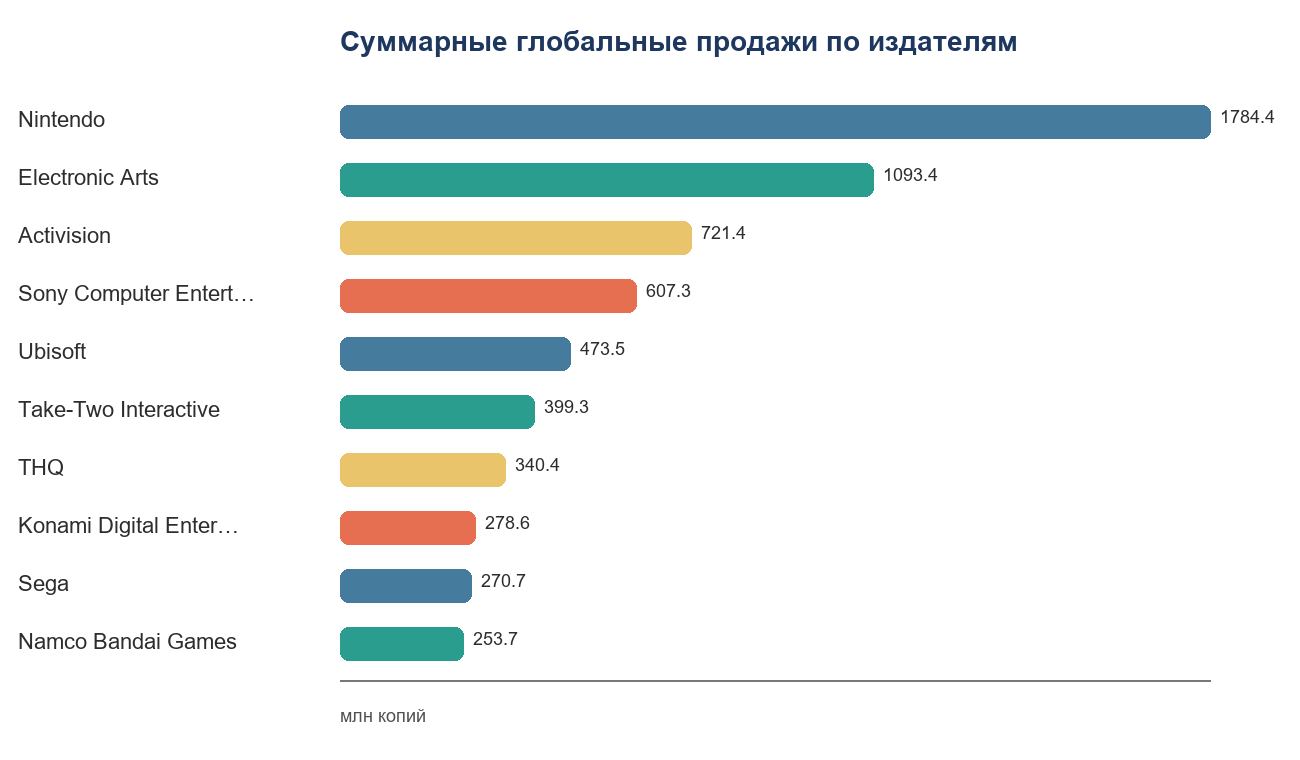 Суммарные глобальные продажи по издателям
Nintendo 1784.4
Electronic Arts 1093.4
Activision 721.4
Sony Computer Entert… 607.3
Ubisoft 473.5
Take-Two Interactive 399.3
THQ 340.4
Konami Digital Enter… 278.6
Sega 270.7
Namco Bandai Games 253.7
млн копий